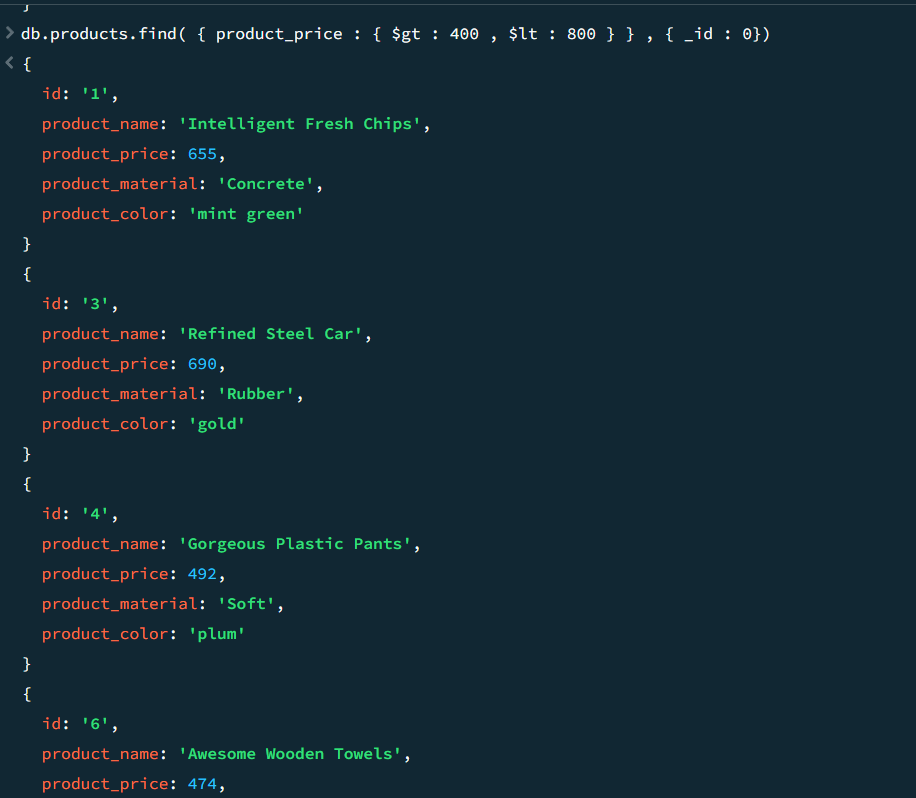 }
> db.products.find( { product_price : { $gt : 400 , $lt : 800 } } , { _id : 0})
< {
id: '1',
product_name: 'Intelligent Fresh Chips',
product_price: 655,
product_material: 'Concrete',
product_color: 'mint green'
}
{
id: '3',
product_name: 'Refined Steel Car',
product_price: 690,
product_material: 'Rubber',
product_color: 'gold'
}
{
id: '4',
product_name: 'Gorgeous Plastic Pants',
product_price: 492,
product_material: 'Soft',
product_color: 'plum'
}
{
id: '6',
product_name: 'Awesome Wooden Towels',
product_price: 474,